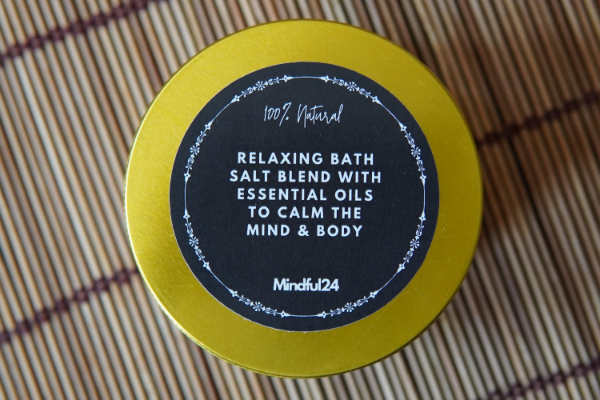 100% Natural
RELAXING BATH
SALT BLEND WITH
ESSENTIAL OILS
TO CALM THE
MIND & BODY
Mindful24